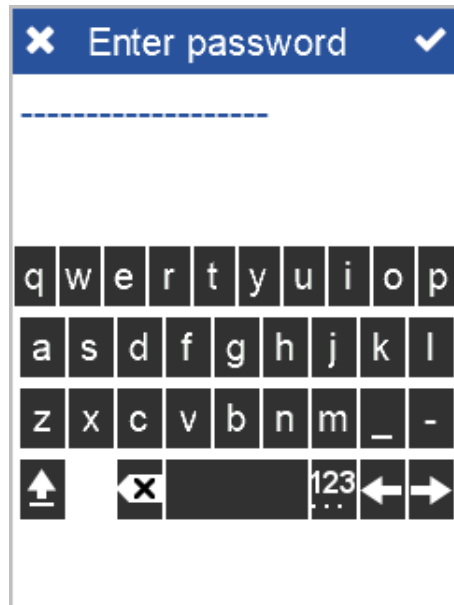 Enter password
-------------------
q w e r t y u i o p
a s d f g h j k l
z x c v b n m _ -
123
...